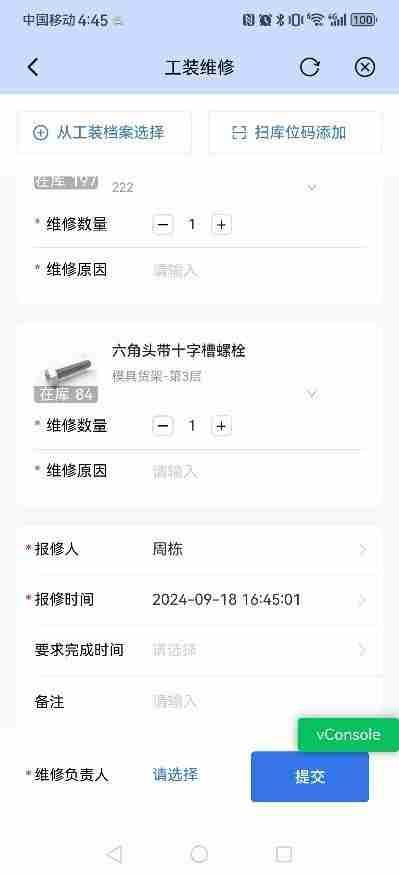 中国移动 4:45
100
工装维修
从工装档案选择
扫库位码添加
在库 197
222
* 维修数量 1
* 维修原因 请输入
六角头带十字槽螺栓
模具货架-第3层
在库 84
* 维修数量 1
* 维修原因 请输入
* 报修人 周栋
* 报修时间 2024-09-18 16:45:01
要求完成时间 请选择
备注 请输入
vConsole
* 维修负责人 请选择
提交